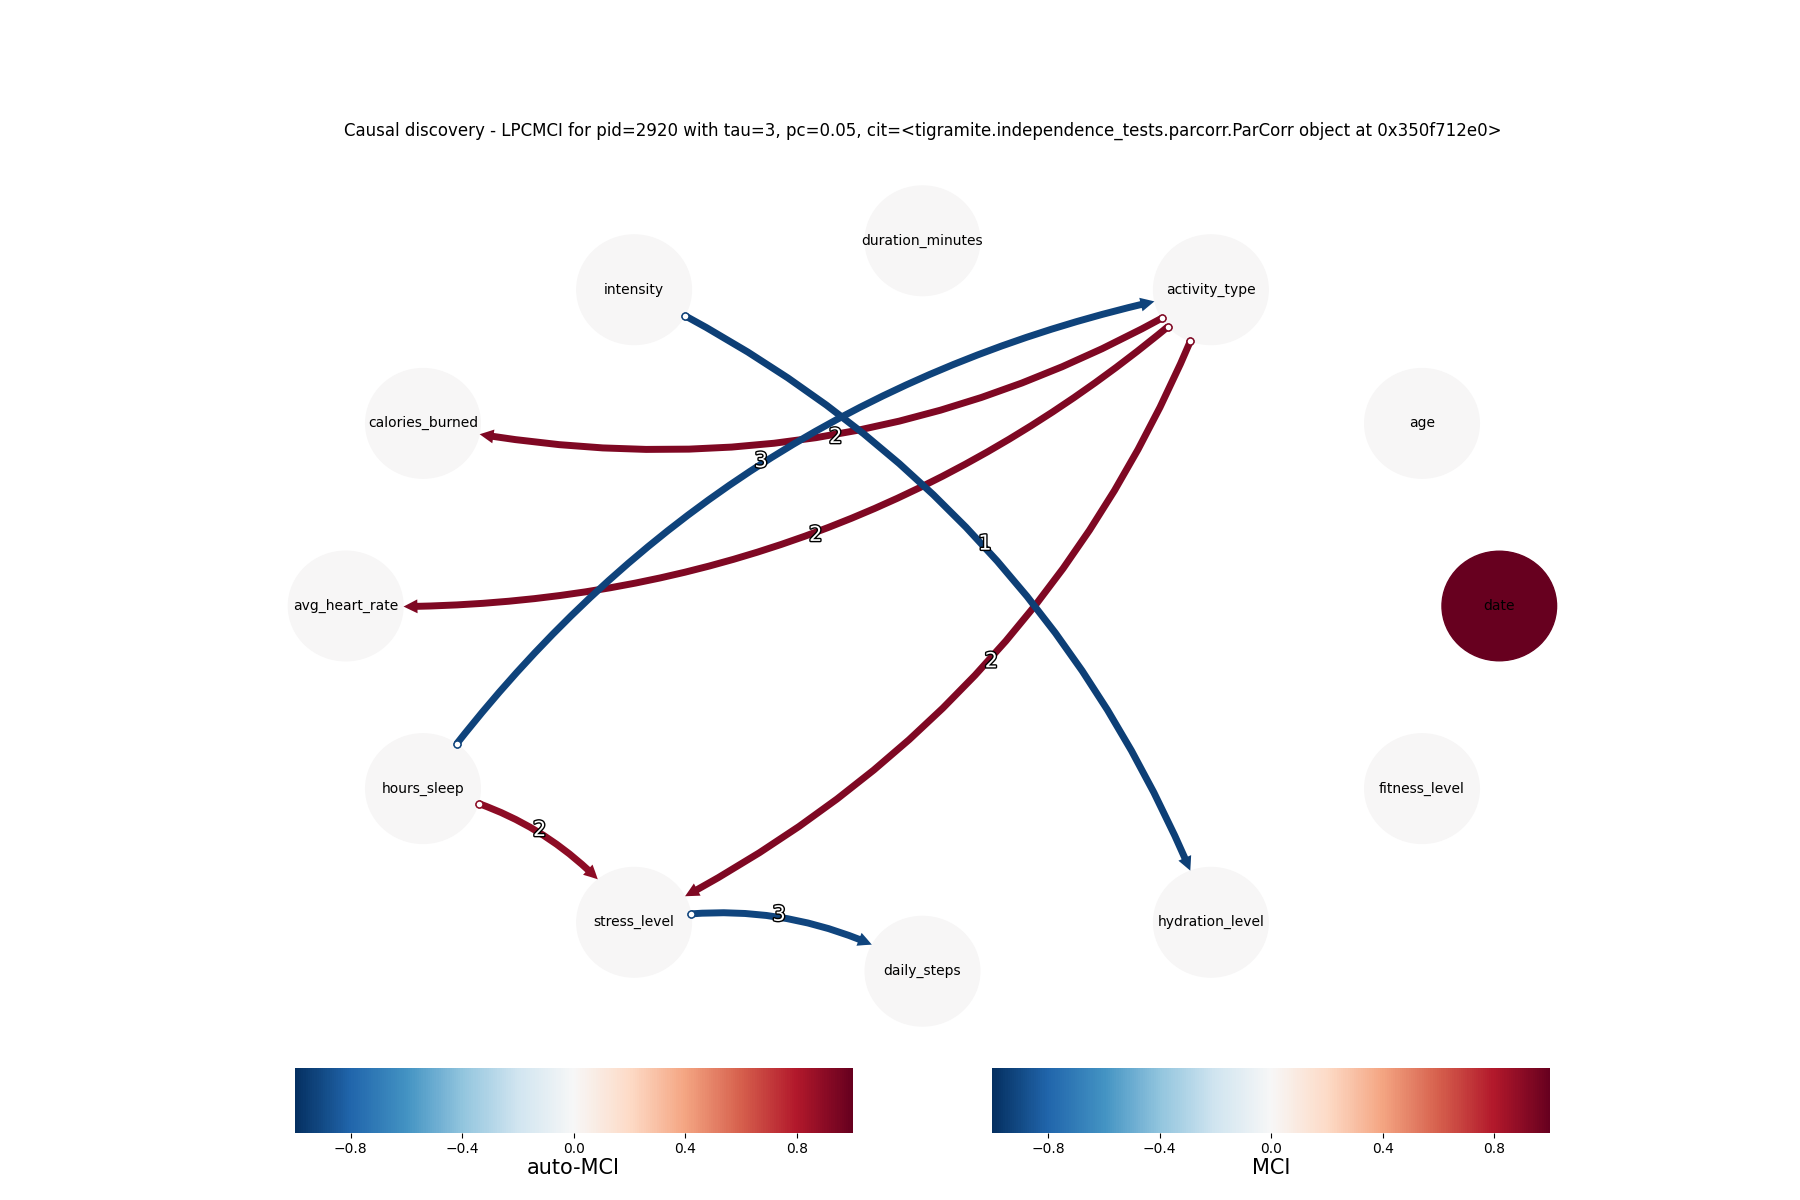 Causal discovery - LPCMCI for pid=2920 with tau=3, pc=0.05, cit=<tigramite.independence_tests.parcorr.ParCorr object at 0x350f712e0>
duration_minutes
intensity
activity_type
calories_burned
age
2
3
2
1
avg_heart_rate
date
2
hours_sleep
fitness_level
2
stress_level
3
hydration_level
daily_steps
−0.8 −0.4 0.0 0.4 0.8
auto-MCI
−0.8 −0.4 0.0 0.4 0.8
MCI